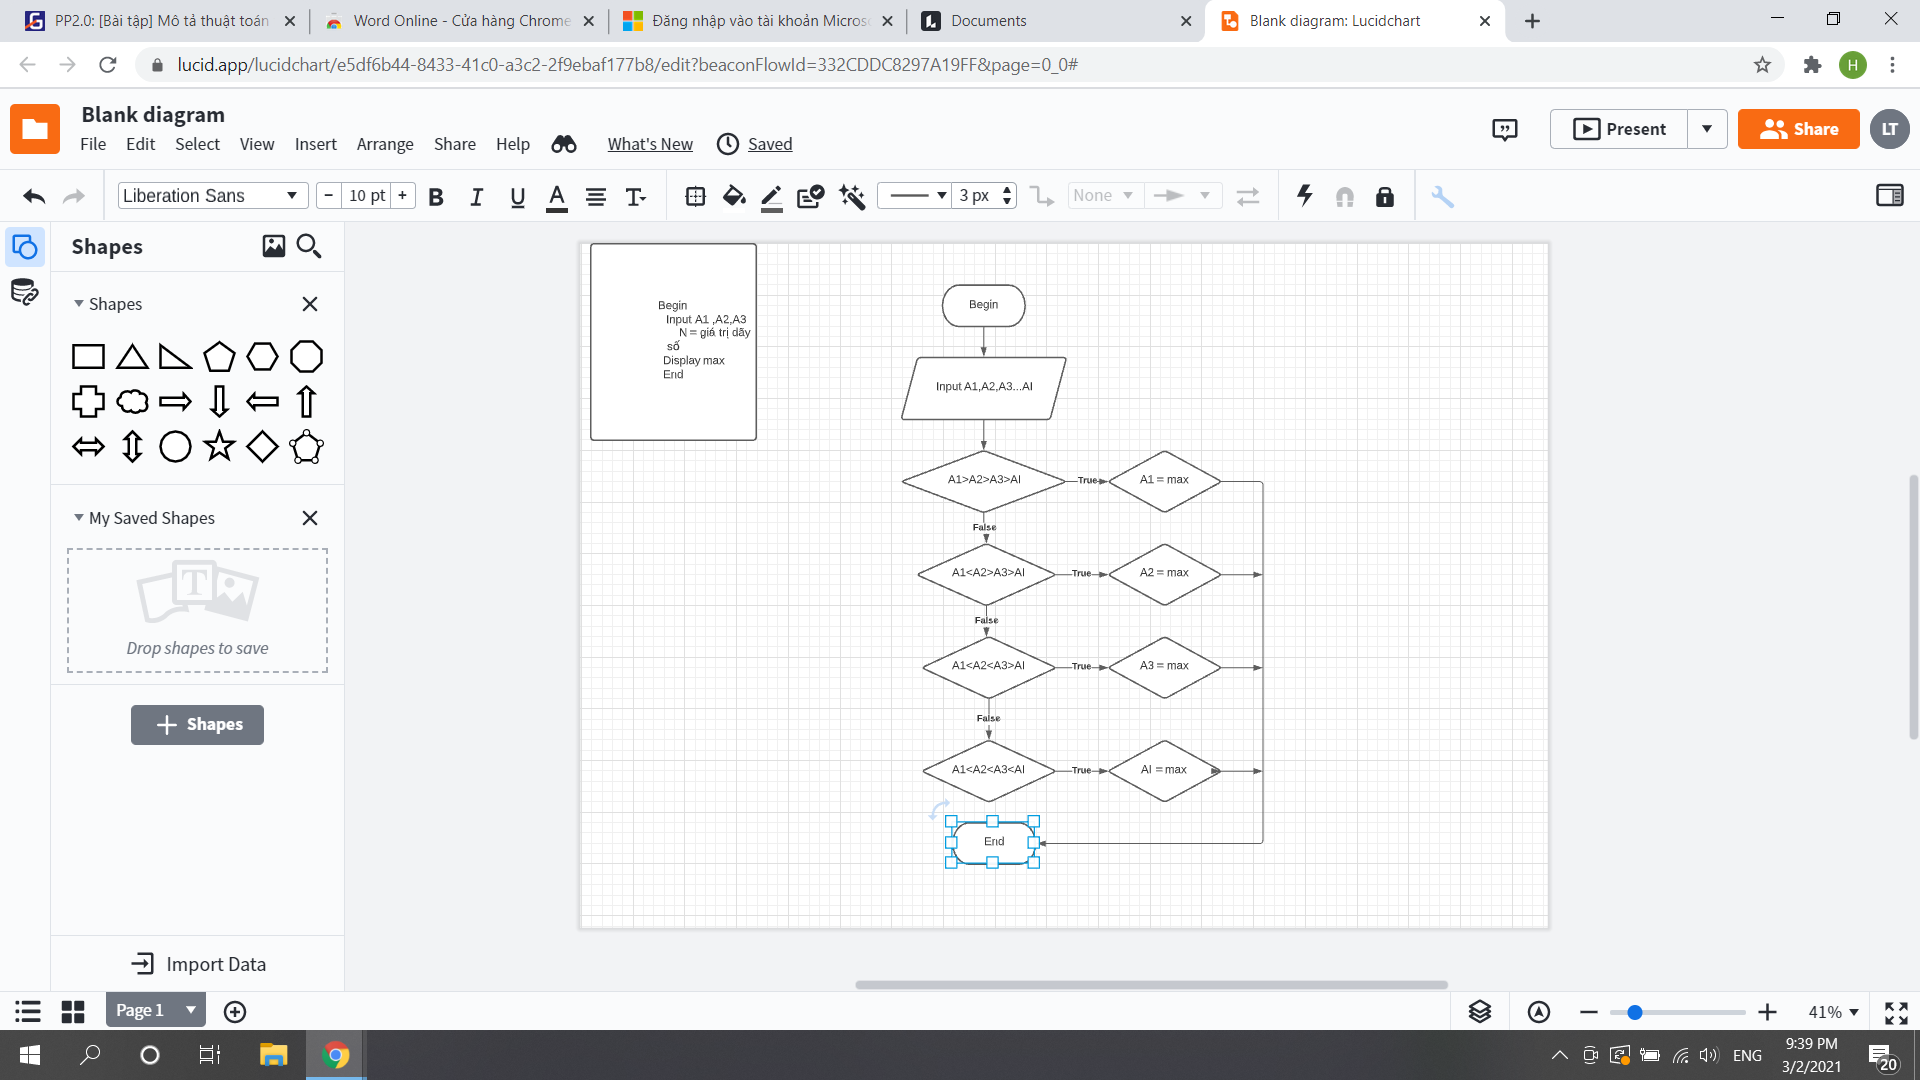 PP2.0: [Bài tập] Mô tả thuật toán
Word Online - Cửa hàng Chrome
Đăng nhập vào tài khoản Microso
Documents
Blank diagram: Lucidchart
lucid.app/lucidchart/e5df6b44-8433-41c0-a3c2-2f9ebaf177b8/edit?beaconFlowId=332CDDC8297A19FF&page=0_0#
H
Blank diagram
File Edit Select View Insert Arrange Share Help What's New Saved
Present
Share
LT
Liberation Sans
− 10 pt +
B I U A T
3 px
None
Shapes
Shapes
My Saved Shapes
T
Drop shapes to save
+ Shapes
Import Data
Begin
Input A1 ,A2,A3
N = giá trị dãy
số
Display max
End
Begin
Input A1,A2,A3...AI
A1>A2>A3>AI
True
A1 = max
False
A1<A2>A3>AI
True
A2 = max
False
A1<A2<A3>AI
True
A3 = max
False
A1<A2<A3<AI
True
AI = max
End
Page 1
41%
ENG
9:39 PM
3/2/2021
20